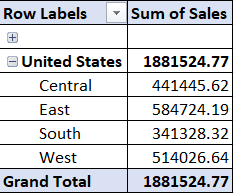 Row Labels Sum of Sales
United States 1881524.77
Central 441445.62
East 584724.19
South 341328.32
West 514026.64
Grand Total 1881524.77